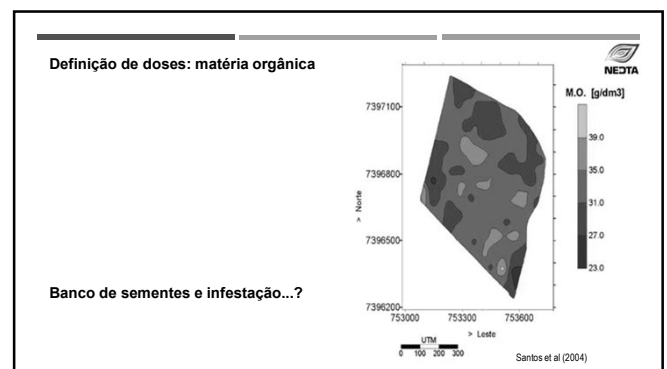 Definição de doses: matéria orgânica
NEDTA
M.O. [g/dm3]
7397100
39.0
35.0
7396800
31.0
> Norte
27.0
7396500
23.0
Banco de sementes e infestação...?
7396200
753000 753300 753600
> Leste
UTM
0 100 200 300
Santos et al (2004)